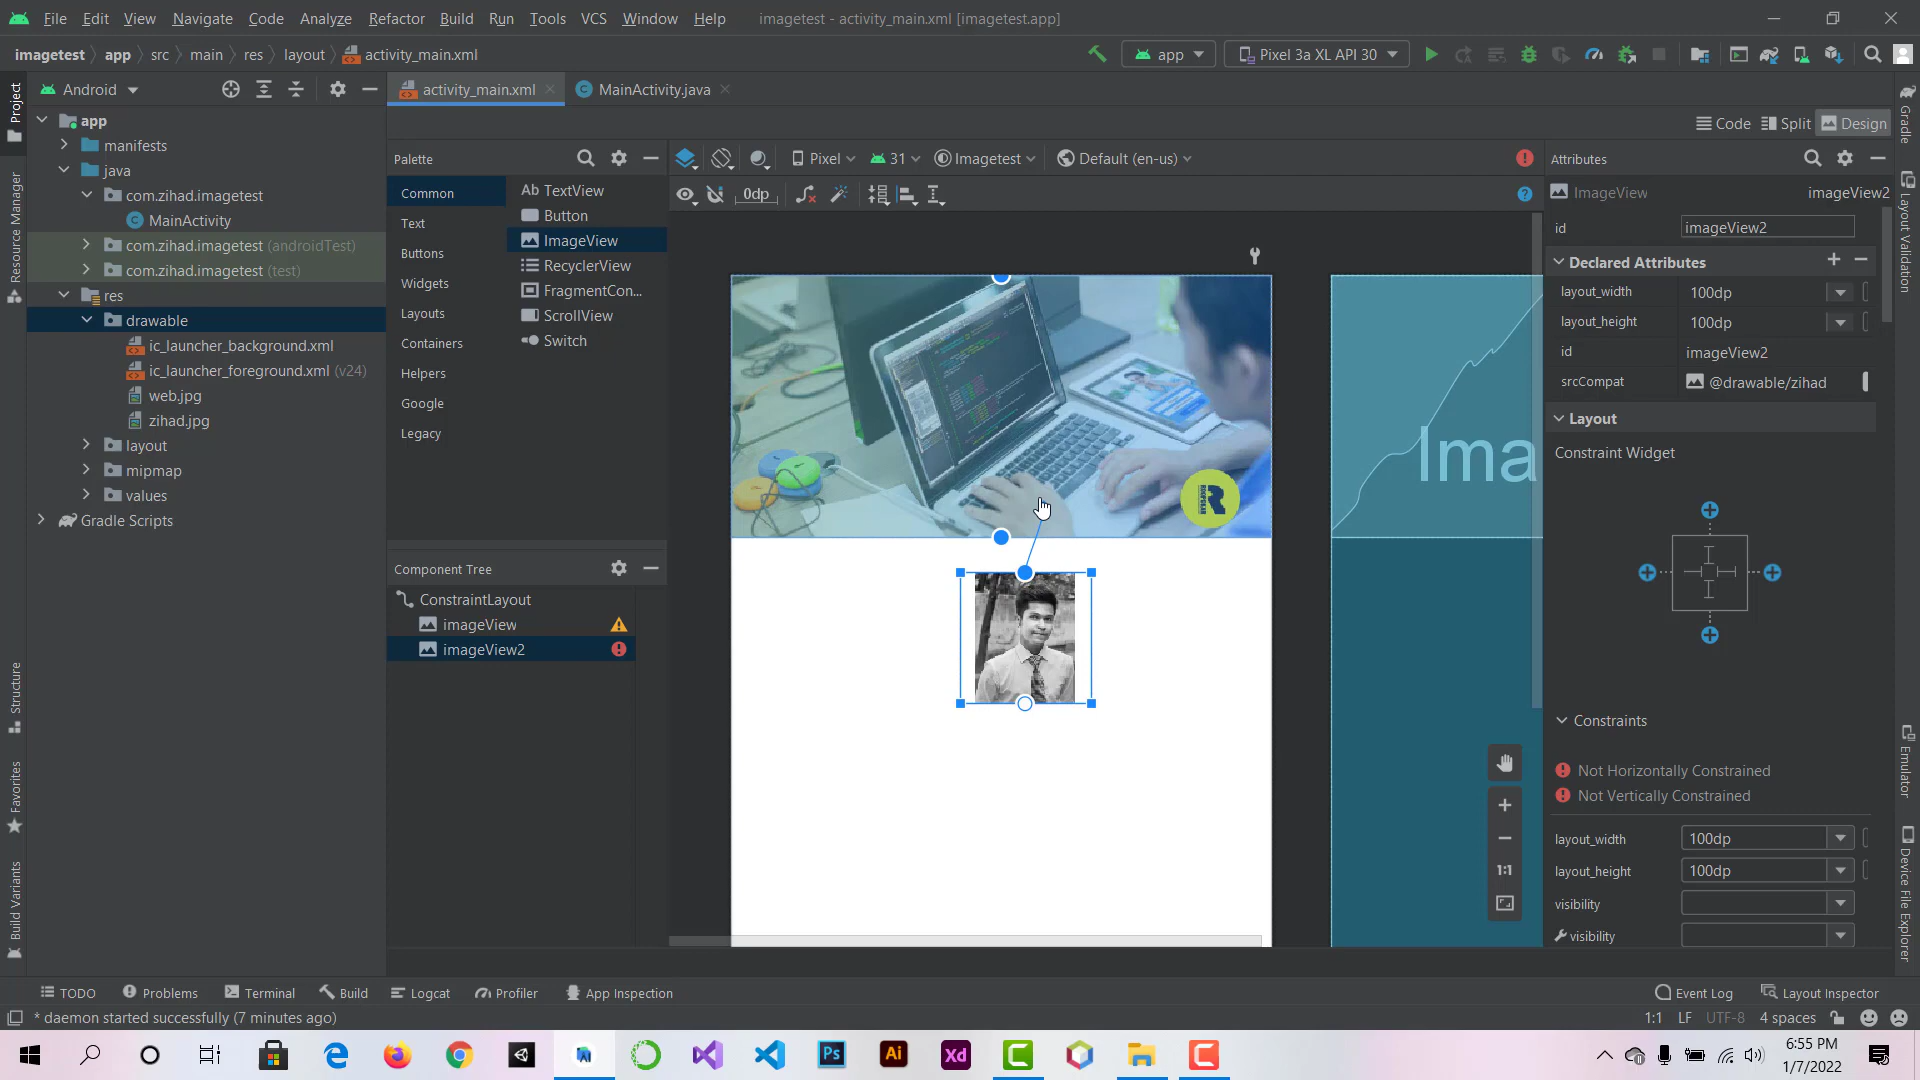 File Edit View Navigate Code Analyze Refactor Build Run Tools VCS Window Help imagetest - activity_main.xml [imagetest.app]
imagetest app src main res layout activity_main.xml app Pixel 3a XL API 30
Android activity_main.xml MainActivity.java
Code Split Design
app
manifests
java
com.zihad.imagetest
MainActivity
com.zihad.imagetest (androidTest)
com.zihad.imagetest (test)
res
drawable
ic_launcher_background.xml
ic_launcher_foreground.xml (v24)
web.jpg
zihad.jpg
layout
mipmap
values
Gradle Scripts
Project
Resource Manager
Structure
Favorites
Build Variants
Palette
Common
Text
Buttons
Widgets
Layouts
Containers
Helpers
Google
Legacy
Ab TextView
Button
ImageView
RecyclerView
FragmentCon...
ScrollView
Switch
Component Tree
ConstraintLayout
imageView
imageView2
Pixel 31 Imagetest Default (en-us)
0dp
Ima
1:1
Attributes
ImageView imageView2
id imageView2
Declared Attributes
layout_width 100dp
layout_height 100dp
id imageView2
srcCompat @drawable/zihad
Layout
Constraint Widget
Constraints
Not Horizontally Constrained
Not Vertically Constrained
layout_width 100dp
layout_height 100dp
visibility
visibility
Gradle
Layout Validation
Emulator
Device File Explorer
TODO Problems Terminal Build Logcat Profiler App Inspection Event Log Layout Inspector
* daemon started successfully (7 minutes ago) 1:1 LF UTF-8 4 spaces
Ps Ai Xd
6:55 PM
1/7/2022